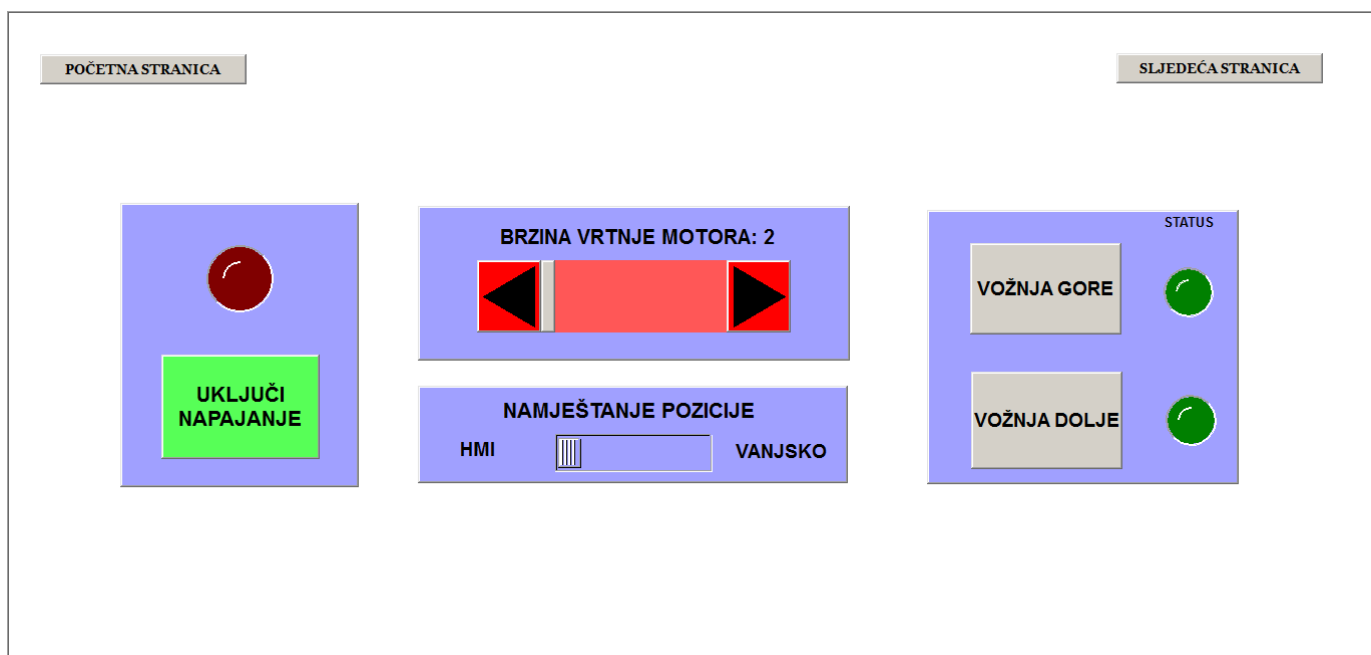 POČETNA STRANICA
SLJEDEĆA STRANICA
UKLJUČI
NAPAJANJE
BRZINA VRTNJE MOTORA: 2
NAMJEŠTANJE POZICIJE
HMI
VANJSKO
STATUS
VOŽNJA GORE
VOŽNJA DOLJE